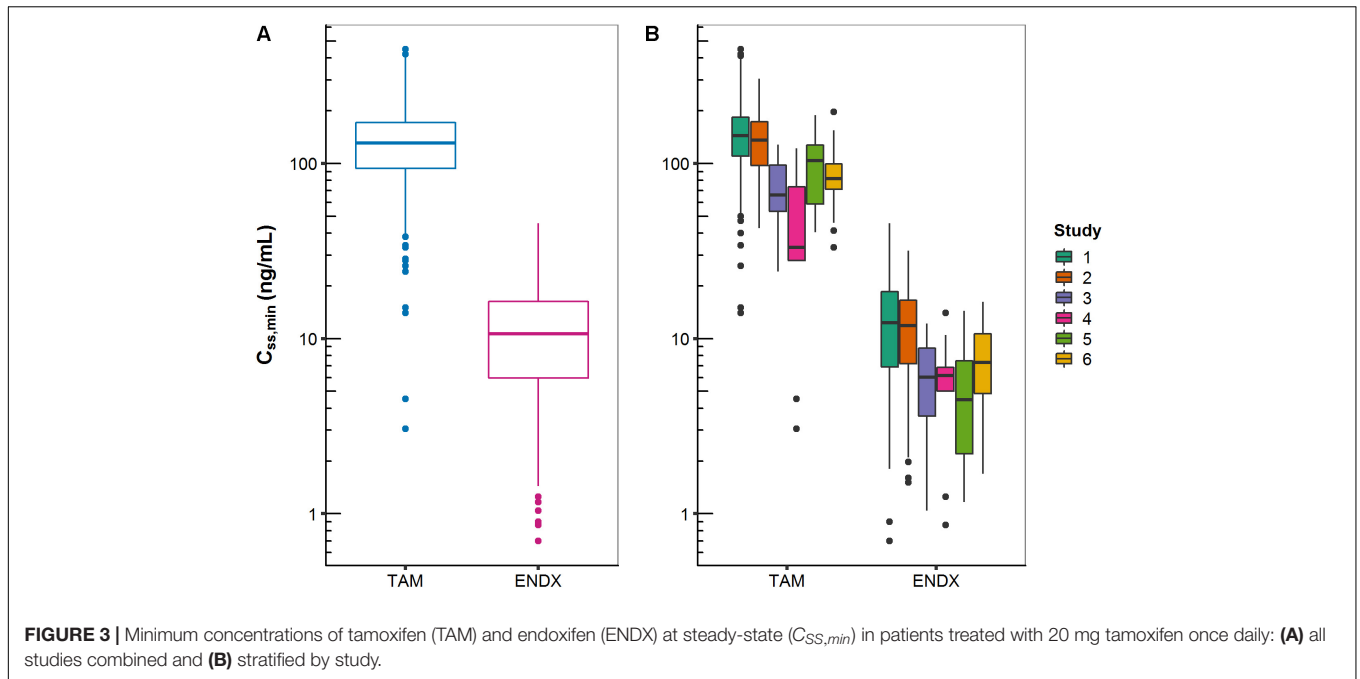 A
B
C_ss,min (ng/mL)
100
10
1
TAM
ENDX
100
10
1
TAM
ENDX
Study
1
2
3
4
5
6
FIGURE 3 | Minimum concentrations of tamoxifen (TAM) and endoxifen (ENDX) at steady-state (C_SS,min) in patients treated with 20 mg tamoxifen once daily: (A) all
studies combined and (B) stratified by study.